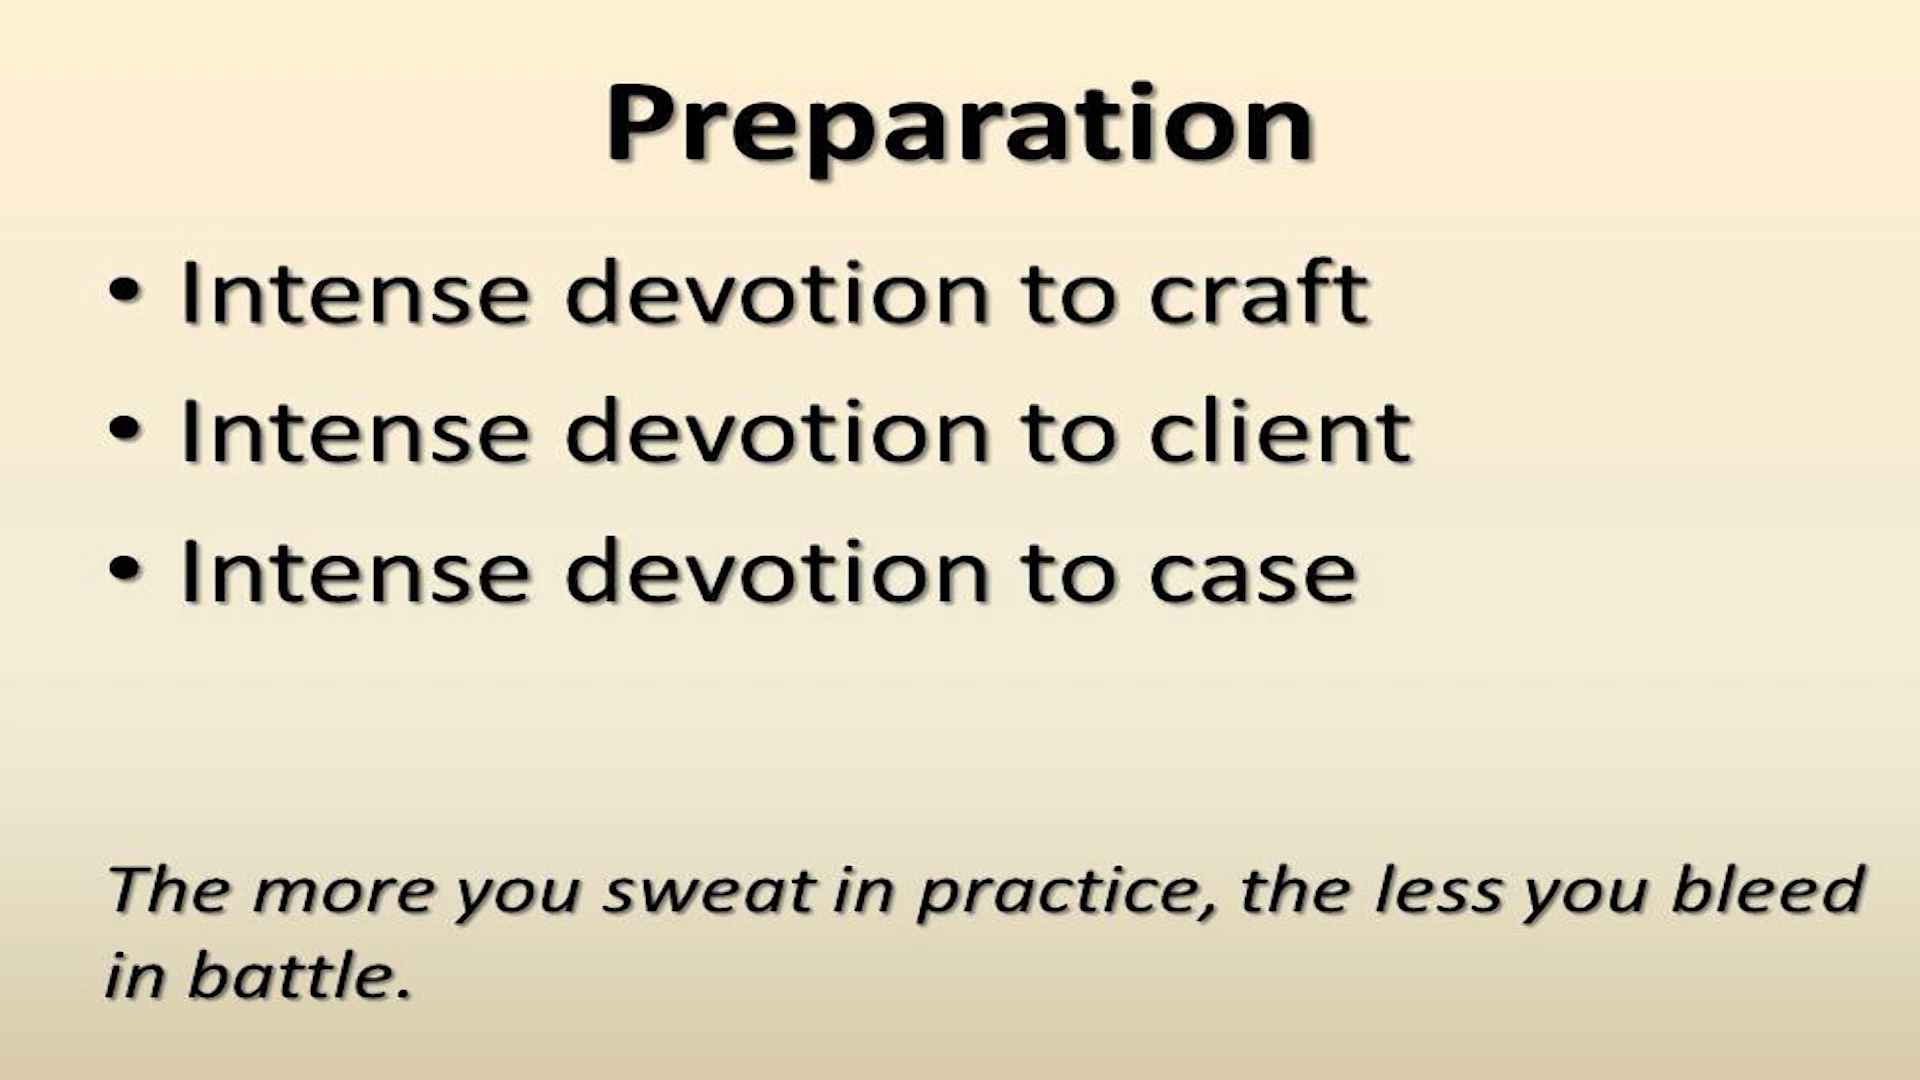 Preparation
• Intense devotion to craft
• Intense devotion to client
• Intense devotion to case
The more you sweat in practice, the less you bleed
in battle.